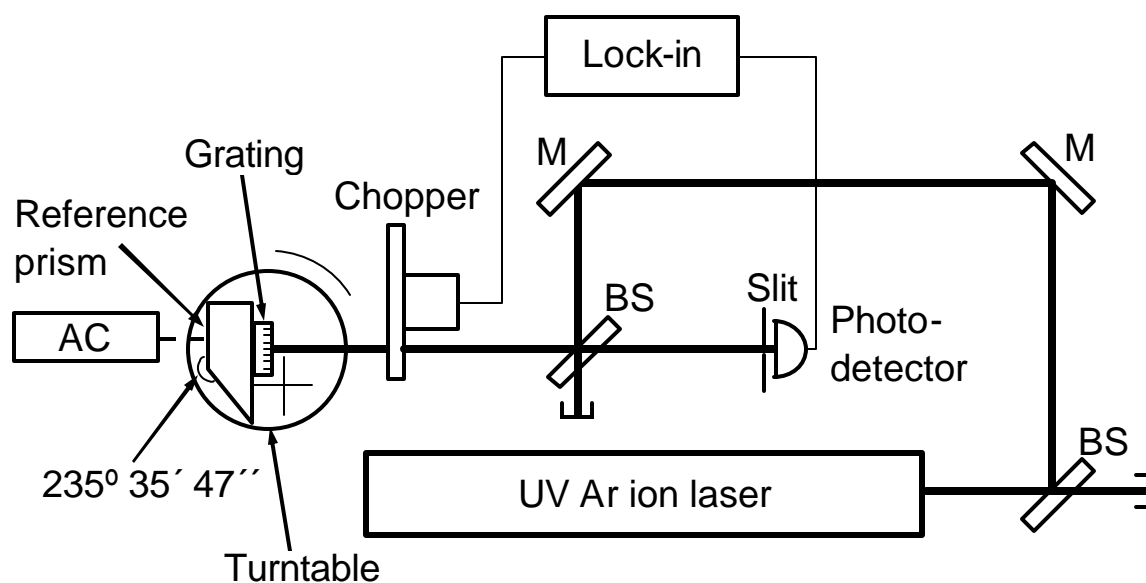 Lock-in
M
M
Grating
Chopper
Reference
prism
BS
Slit
Photo-
detector
AC
235º 35´ 47´´
BS
UV Ar ion laser
Turntable